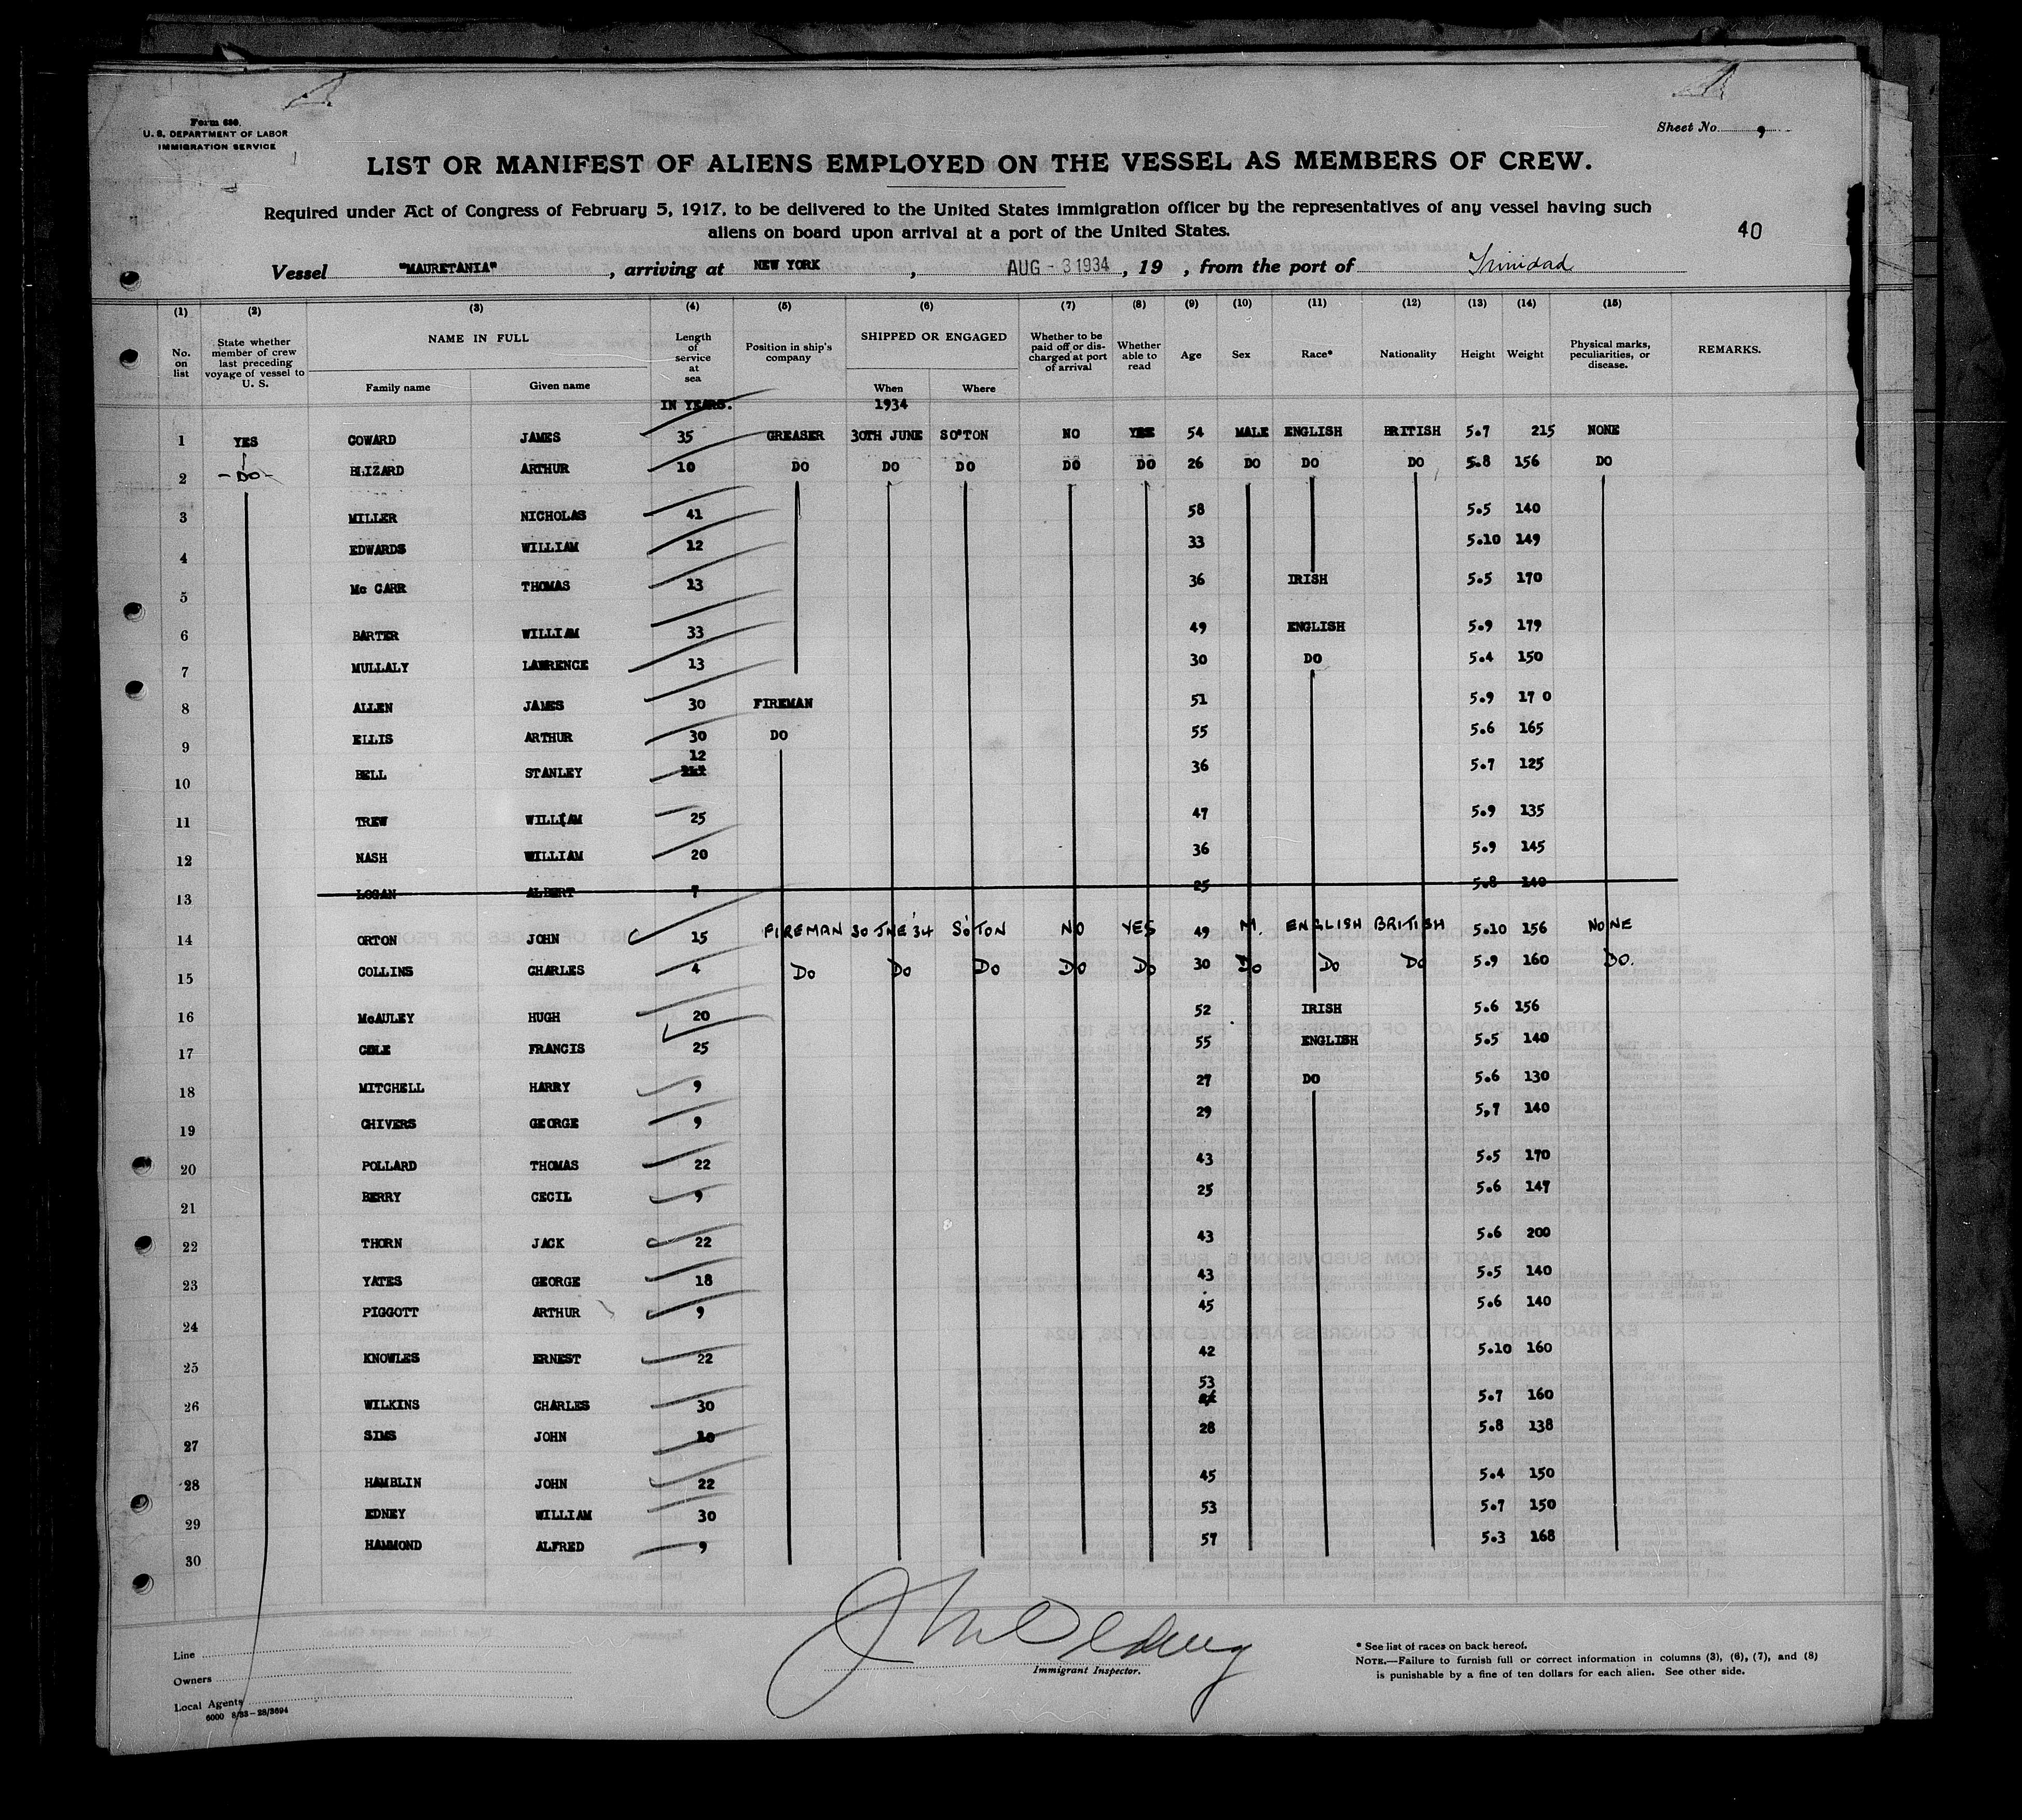 Form 680.
U. S. DEPARTMENT OF LABOR
IMMIGRATION SERVICE
Sheet No. 9
LIST OR MANIFEST OF ALIENS EMPLOYED ON THE VESSEL AS MEMBERS OF CREW.
Required under Act of Congress of February 5, 1917, to be delivered to the United States immigration officer by the representatives of any vessel having such
aliens on board upon arrival at a port of the United States.
40
Vessel "MAURETANIA", arriving at NEW YORK, AUG - 3 1934, 19 , from the port of Trinidad
(1) (2) (3) (4) (5) (6) (7) (8) (9) (10) (11) (12) (13) (14) (15)
No. on list
State whether member of crew last preceding voyage of vessel to U. S.
NAME IN FULL
Family name Given name
Length of service at sea
IN YEARS.
Position in ship's company
SHIPPED OR ENGAGED
When Where
1934
Whether to be paid off or discharged at port of arrival
Whether able to read
Age Sex Race* Nationality Height Weight
Physical marks, peculiarities, or disease.
REMARKS.
1 YES COWARD JAMES 35 GREASER 30TH JUNE SO'TON NO YES 54 MALE ENGLISH BRITISH 5.7 215 NONE
2 -DO- BLIZARD ARTHUR 10 DO DO DO DO DO 26 DO DO DO 5.8 156 DO
3 MILLER NICHOLAS 41 58 5.5 140
4 EDWARDS WILLIAM 12 33 5.10 149
5 Mc CARR THOMAS 13 36 IRISH 5.5 170
6 BARTER WILLIAM 33 49 ENGLISH 5.9 179
7 MULLALY LAWRENCE 13 30 DO 5.4 150
8 ALLEN JAMES 30 FIREMAN 51 5.9 17 0
9 ELLIS ARTHUR 30 DO 55 5.6 165
10 BELL STANLEY 12 36 5.7 125
11 TREW WILLIAM 25 47 5.9 135
12 NASH WILLIAM 20 36 5.9 145
13 LOGAN ALBERT 7 25 5.8 140
14 ORTON JOHN 15 FIREMAN 30 JNE'34 S'TON NO YES 49 M. ENGLISH BRITISH 5.10 156 NONE
15 COLLINS CHARLES 4 DO DO DO DO DO 30 DO DO DO 5.9 160 DO.
16 McAULEY HUGH 20 52 IRISH 5.6 156
17 COLE FRANCIS 25 55 ENGLISH 5.5 140
18 MITCHELL HARRY 9 27 DO 5.6 130
19 CHIVERS GEORGE 9 29 5,7 140
20 POLLARD THOMAS 22 43 5.5 170
21 BERRY CECIL 9 25 5.6 147
22 THORN JACK 22 43 5.6 200
23 YATES GEORGE 18 43 5.5 140
24 PIGGOTT ARTHUR 9 45 5.6 140
25 KNOWLES ERNEST 22 42 5.10 160
26 WILKINS CHARLES 30 53 5.7 160
27 SIMS JOHN 10 28 5.8 138
28 HAMBLIN JOHN 22 45 5.4 150
29 EDNEY WILLIAM 30 53 5.7 150
30 HAMMOND ALFRED 9 57 5.3 168
Line
Owners
Local Agents
6000 8/33-28/3694
Immigrant Inspector.
* See list of races on back hereof.
NOTE.—Failure to furnish full or correct information in columns (3), (6), (7), and (8)
is punishable by a fine of ten dollars for each alien. See other side.